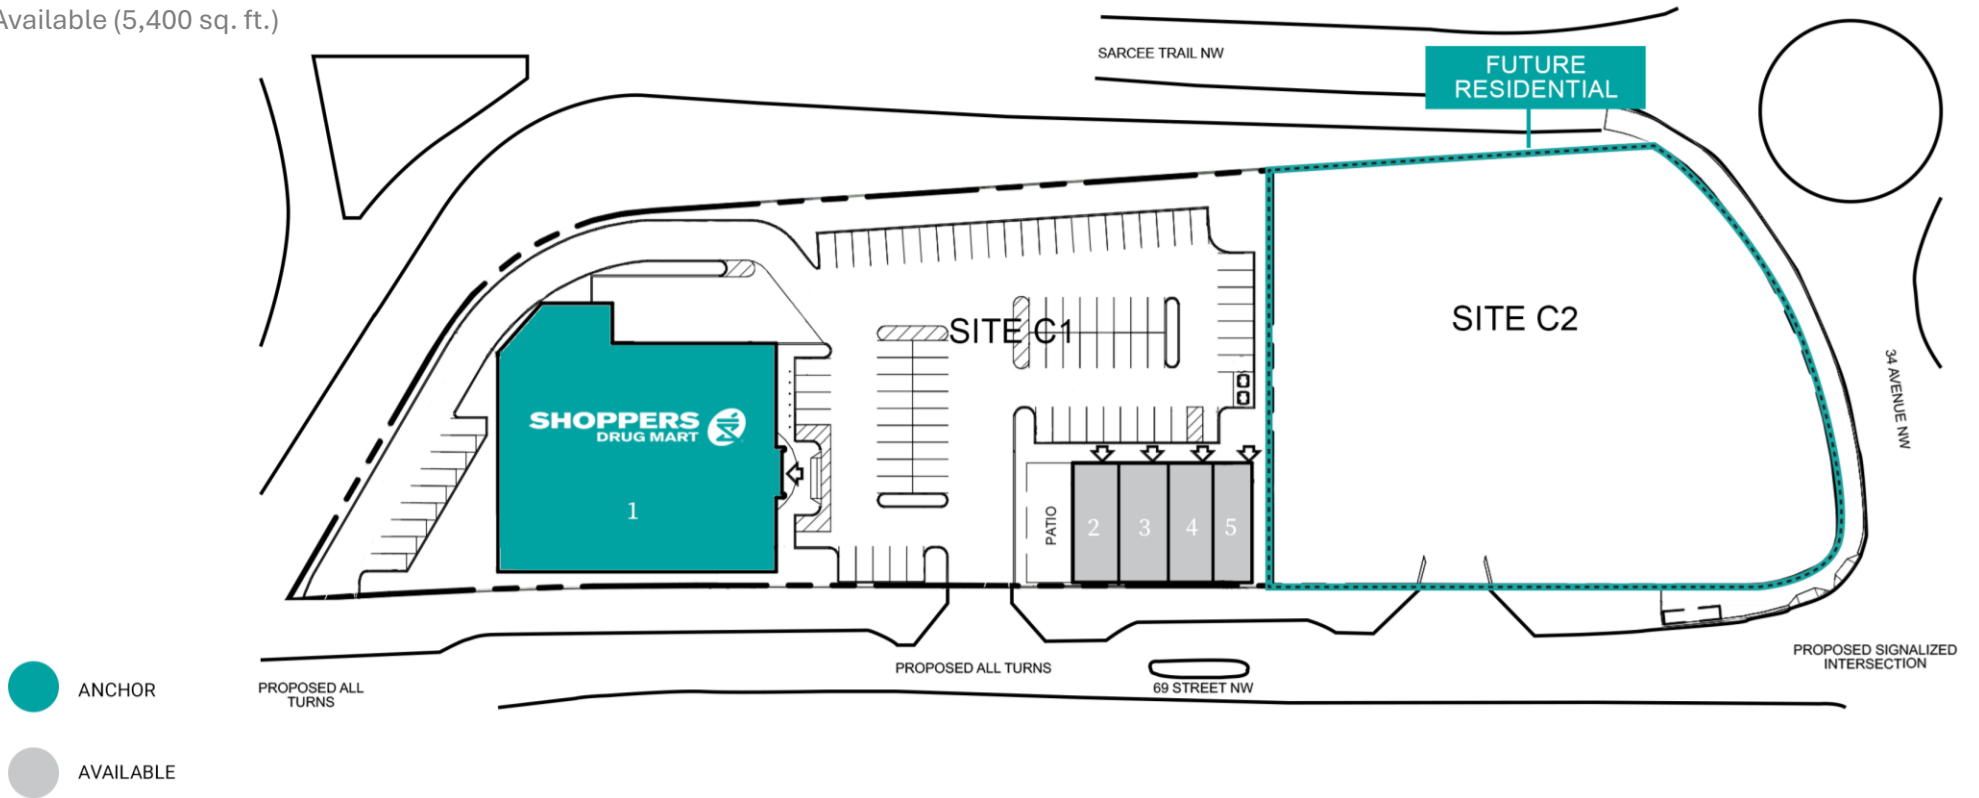 Available (5,400 sq. ft.)
SARCEE TRAIL NW
FUTURE
RESIDENTIAL
SITE C1
SITE C2
34 AVENUE NW
SHOPPERS
DRUG MART
1
PATIO
2
3
4
5
PROPOSED ALL
TURNS
PROPOSED ALL TURNS
69 STREET NW
PROPOSED SIGNALIZED
INTERSECTION
ANCHOR
AVAILABLE